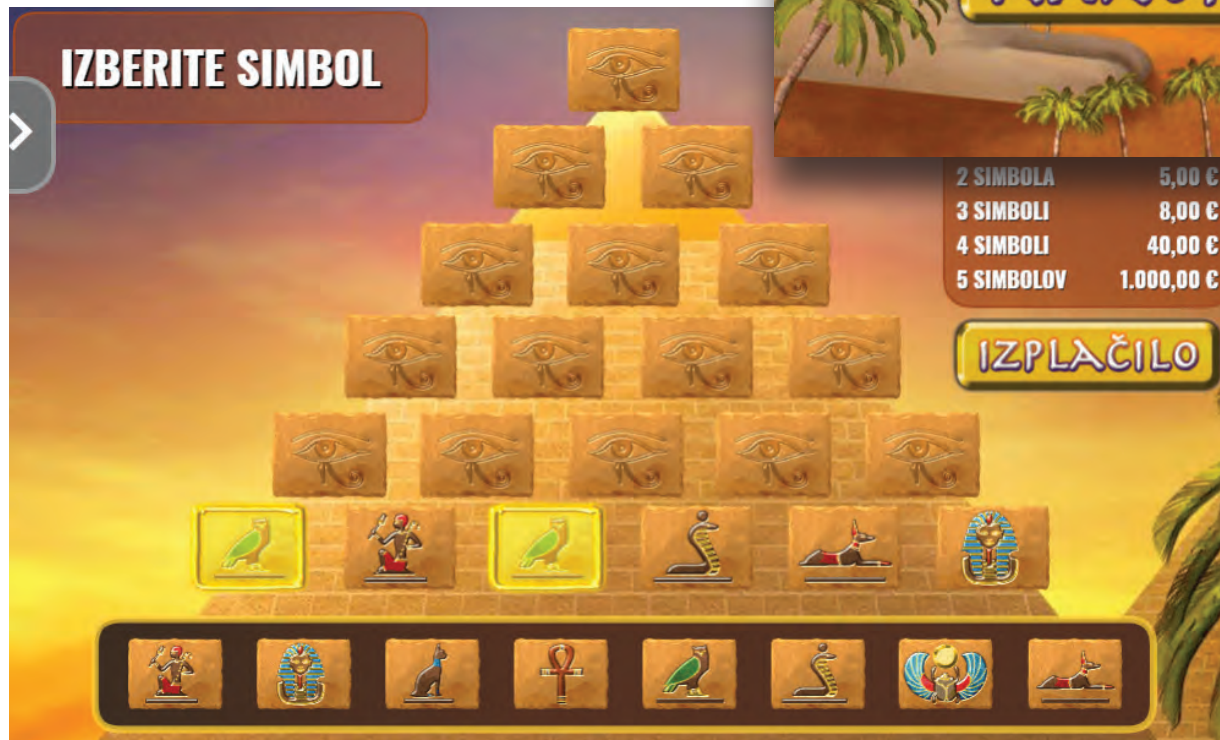 IZBERITE SIMBOL
2 SIMBOLA 5,00 €
3 SIMBOLI 8,00 €
4 SIMBOLI 40,00 €
5 SIMBOLOV 1.000,00 €
IZPLAČILO